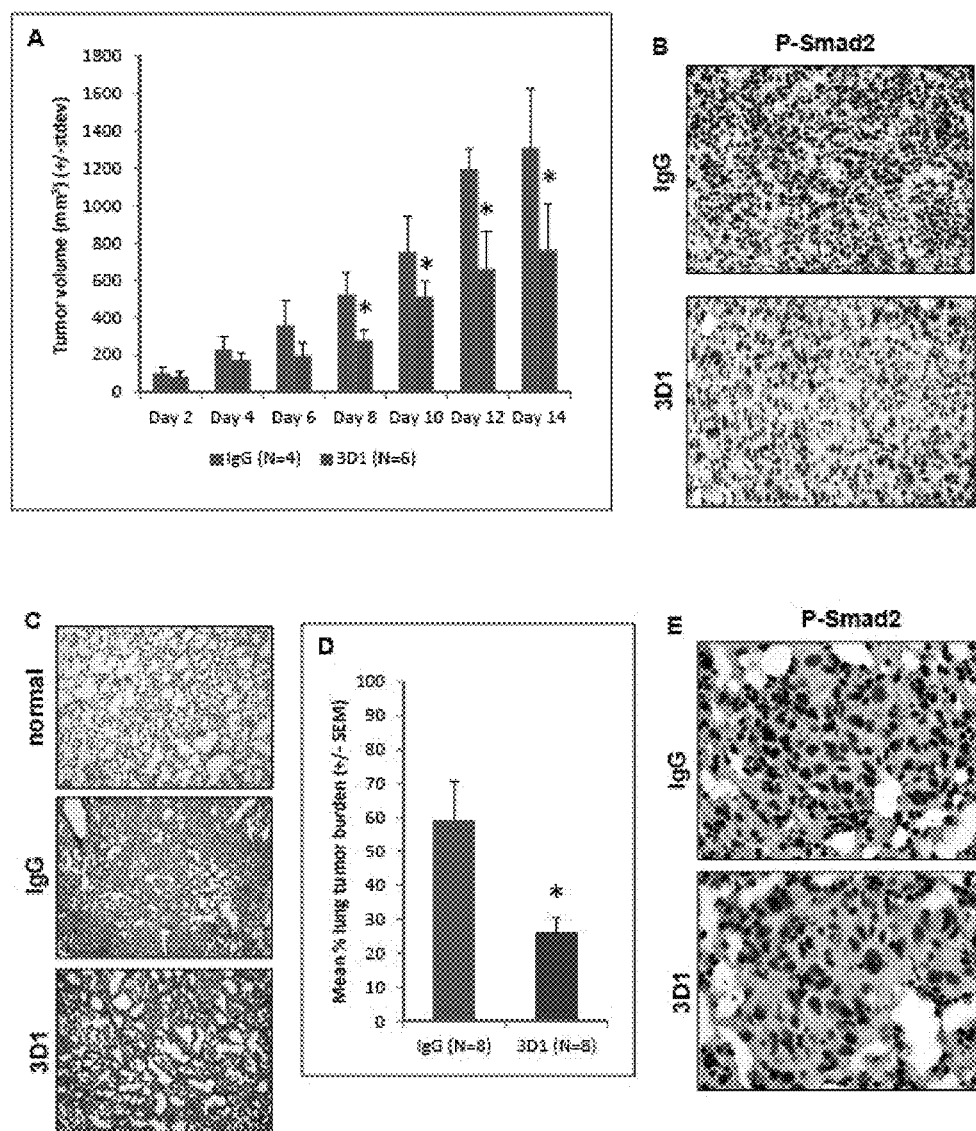 A
Tumor volume (mm³) (+/-stdev)
1800
1600
1400
1200
1000
800
600
400
200
0
*
*
*
*
Day 2 Day 4 Day 6 Day 8 Day 10 Day 12 Day 14
IgG (N=4) 3D1 (N=6)
B
P-Smad2
IgG
3D1
C
normal
IgG
3D1
D
Mean % lung tumor burden (+/- SEM)
100
90
80
70
60
50
40
30
20
10
0
*
IgG (N=8) 3D1 (N=8)
E
P-Smad2
IgG
3D1